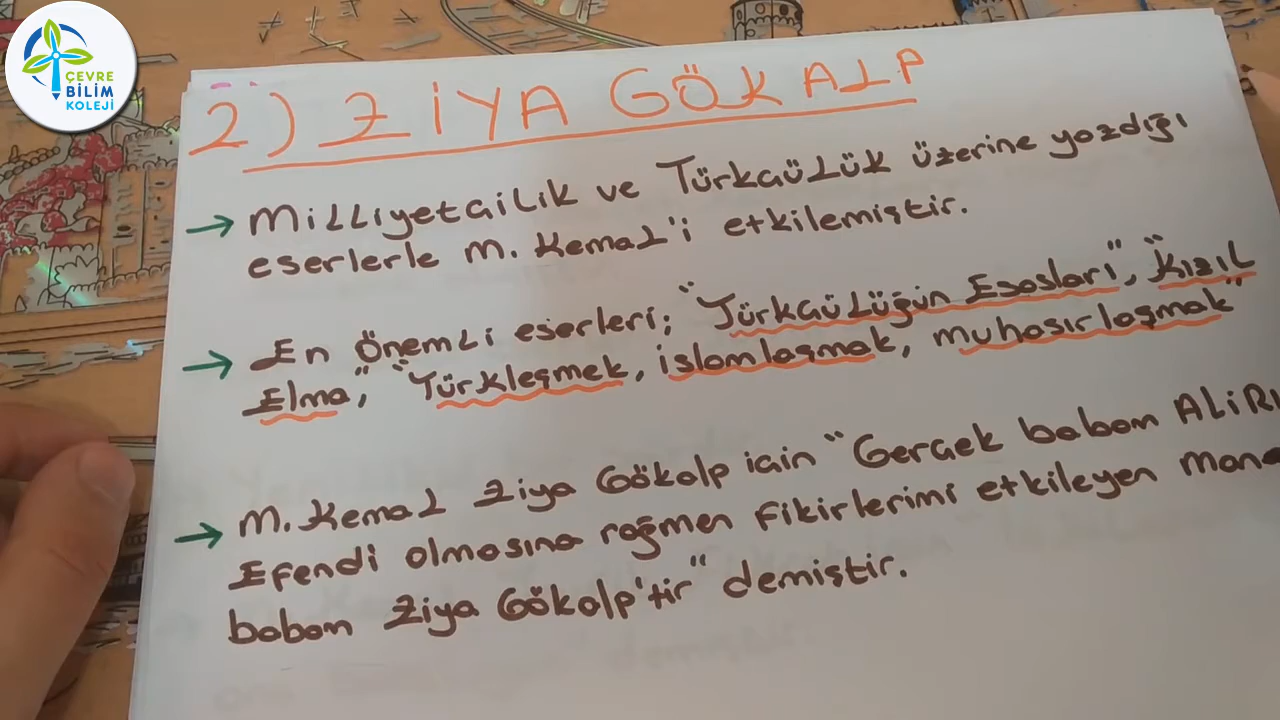 ÇEVRE
BİLİM
KOLEJİ
2) ZİYA GÖKALP
→ Milliyetçilik ve Türkçülük üzerine yazdığı
eserlerle M. Kemal'i etkilemiştir.
→ En önemli eserleri; "Türkçülüğün Esasları", "Kızıl
Elma", "Türkleşmek, İslamlaşmak, muhasırlaşmak"
→ M. Kemal Ziya Gökalp için "Gerçek babam ALİ
Efendi olmasına rağmen fikirlerimi etkileyen
babam Ziya Gökalp'tir" demiştir.